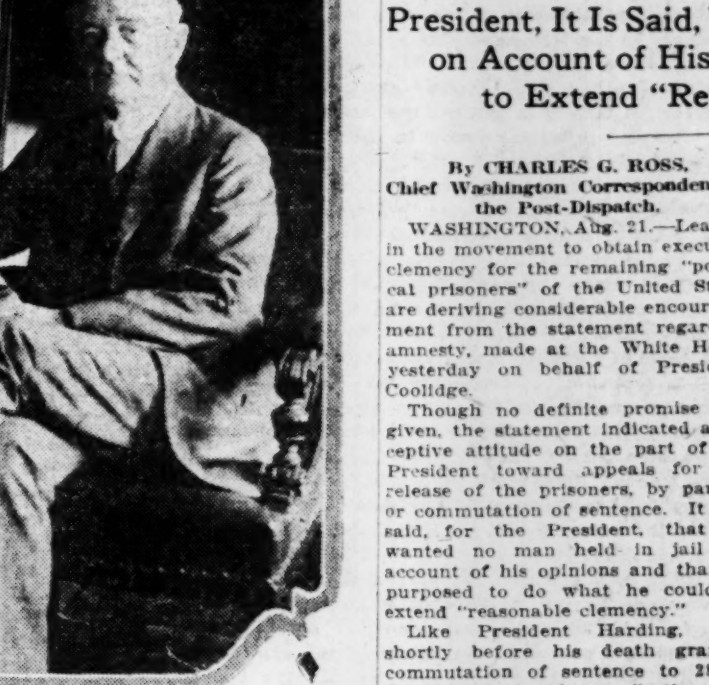 President, It Is Said,
on Account of His
to Extend "Re
By CHARLES G. ROSS,
Chief Washington Corresponden
the Post-Dispatch.
WASHINGTON, Aug. 21.—Lea
in the movement to obtain execu
clemency for the remaining "po
cal prisoners" of the United St
are deriving considerable encour
ment from the statement regar
amnesty, made at the White H
yesterday on behalf of Presid
Coolidge.
Though no definite promise
given, the statement indicated a
ceptive attitude on the part of
President toward appeals for
release of the prisoners, by par
or commutation of sentence. It
said, for the President, that
wanted no man held in jail
account of his opinions and tha
purposed to do what he could
extend "reasonable clemency."
Like President Harding,
shortly before his death gra
commutation of sentence to 2